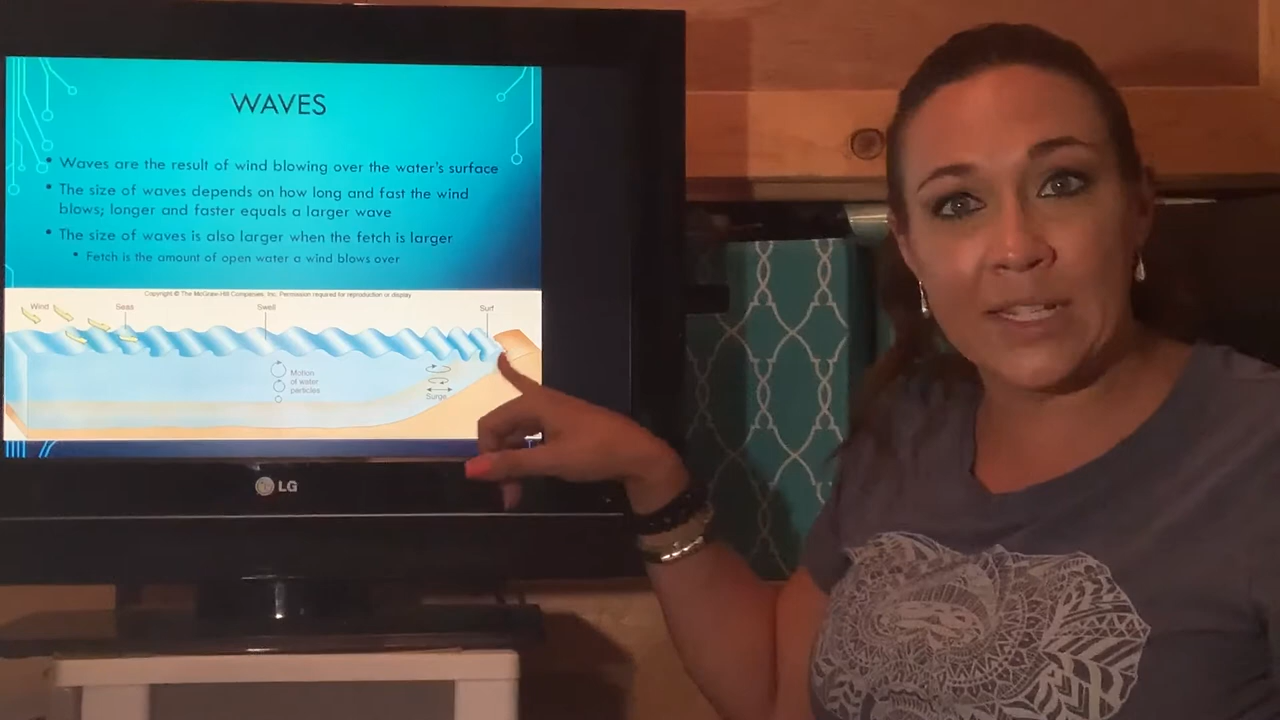 WAVES
• Waves are the result of wind blowing over the water's surface
• The size of waves depends on how long and fast the wind
blows; longer and faster equals a larger wave
• The size of waves is also larger when the fetch is larger
• Fetch is the amount of open water a wind blows over
Copyright © The McGraw-Hill Companies, Inc. Permission required for reproduction or display
Wind
Seas
Swell
Surf
Motion
of water
particles
Surge
LG